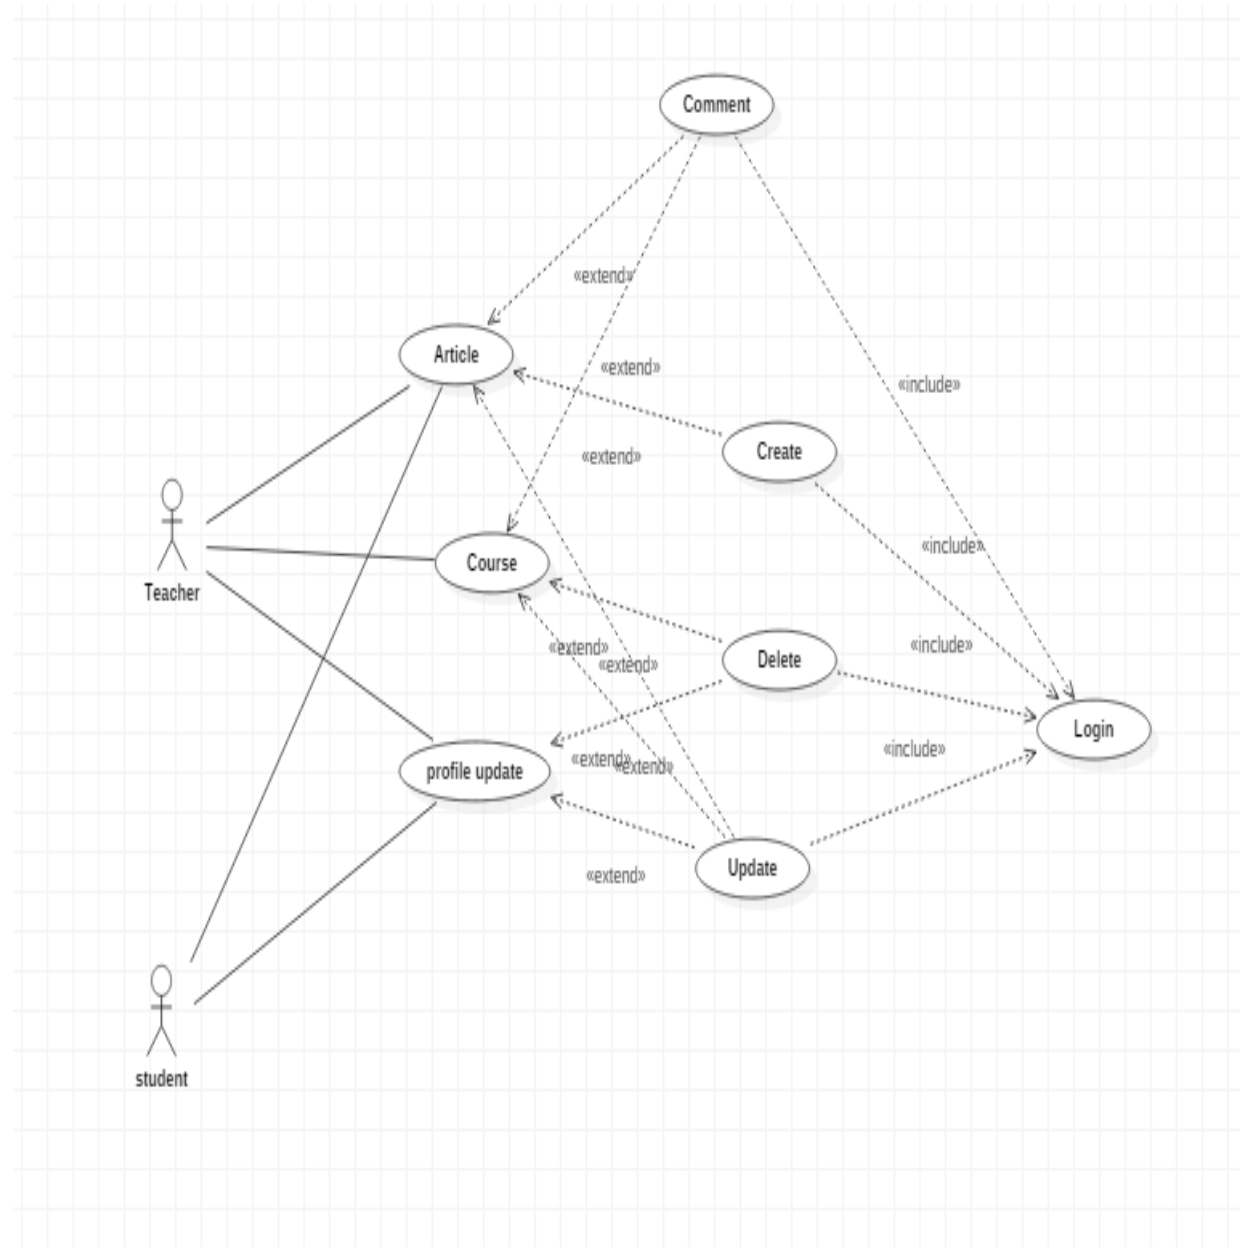 Comment
«extend»
Article
«extend»
«include»
Create
«extend»
«include»
Course
Teacher
«extend»
«extend»
Delete
«include»
Login
«include»
profile update
«extend»
«extend»
Update
«extend»
student